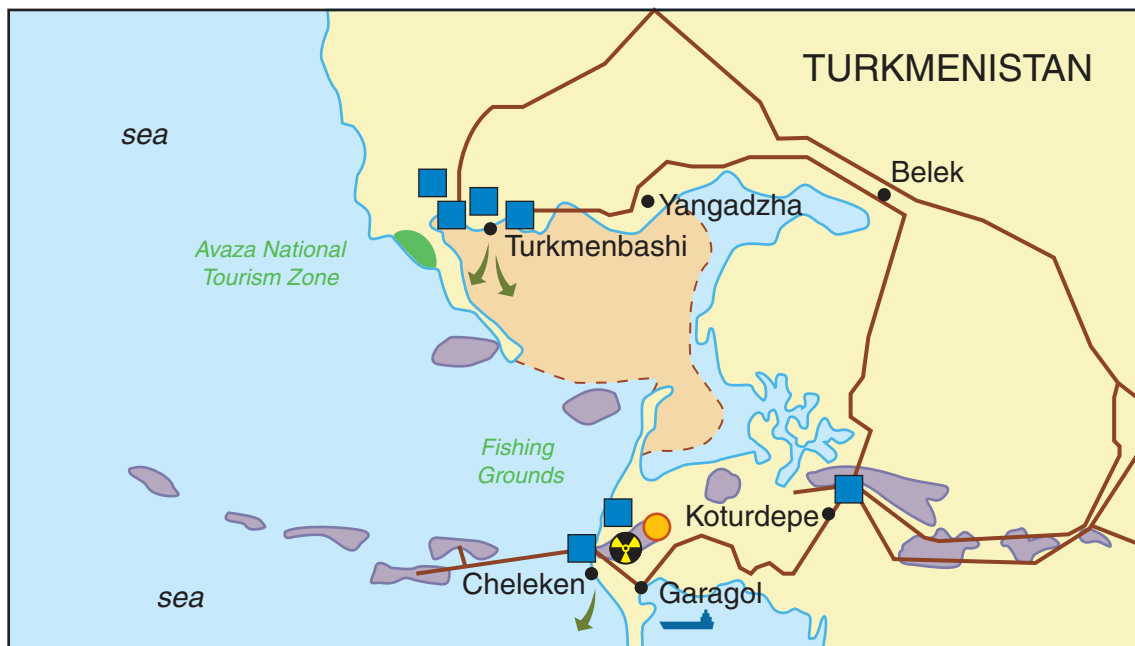 TURKMENISTAN
sea
Belek
Yangadzha
Turkmenbashi
Avaza National
Tourism Zone
Fishing
Grounds
Koturdepe
Cheleken
Garagol
sea